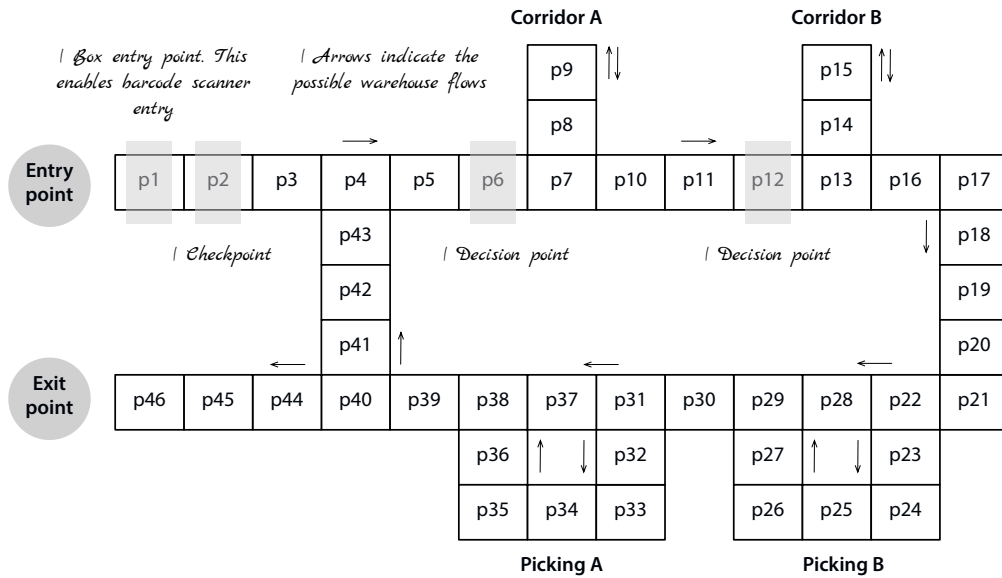 Corridor A
Corridor B
| Box entry point. This
enables barcode scanner
entry
| Arrows indicate the
possible warehouse flows
p9
p15
p8
p14
Entry
point
p1 p2 p3 p4 p5 p6 p7 p10 p11 p12 p13 p16 p17
p43
p18
| Checkpoint
| Decision point
| Decision point
p42
p19
p41
p20
Exit
point
p46 p45 p44 p40 p39 p38 p37 p31 p30 p29 p28 p22 p21
p36 p32 p27 p23
p35 p34 p33 p26 p25 p24
Picking A
Picking B